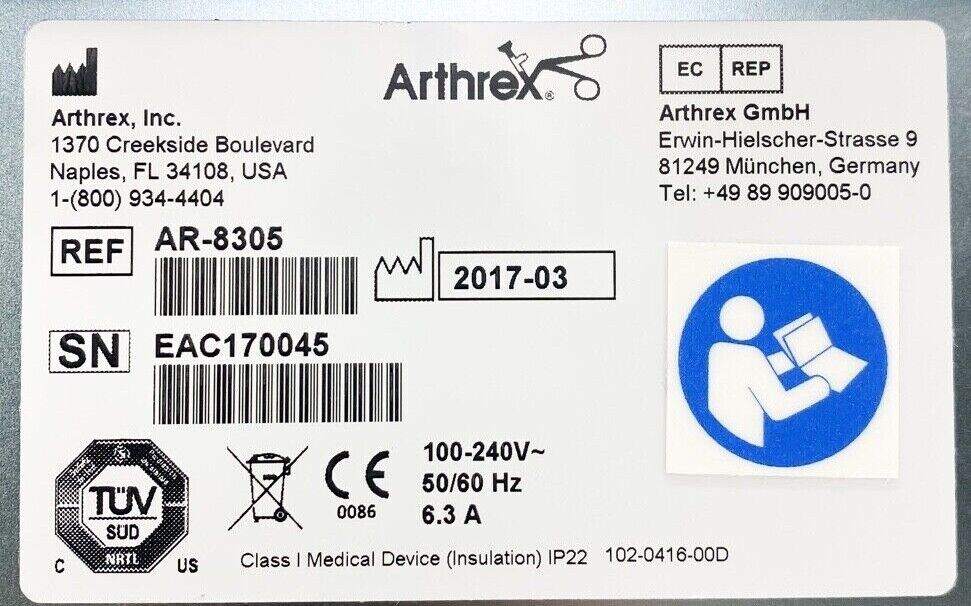 Arthrex, Inc.
1370 Creekside Boulevard
Naples, FL 34108, USA
1-(800) 934-4404
Arthrex®
EC REP
Arthrex GmbH
Erwin-Hielscher-Strasse 9
81249 München, Germany
Tel: +49 89 909005-0
REF AR-8305
2017-03
SN EAC170045
TÜV
SÜD
NRTL
C US
CE
0086
100-240V~
50/60 Hz
6.3 A
Class I Medical Device (Insulation) IP22 102-0416-00D